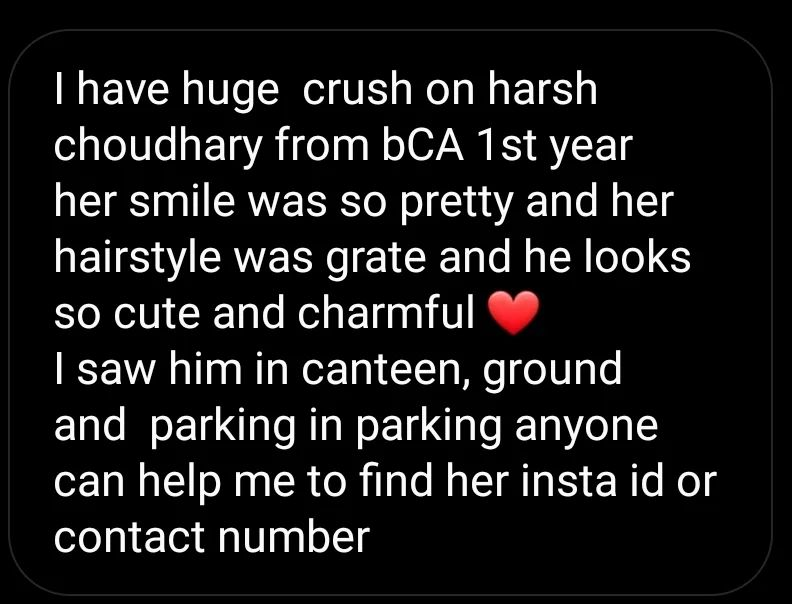 I have huge  crush on harsh
choudhary from bCA 1st year
her smile was so pretty and her
hairstyle was grate and he looks
so cute and charmful ❤️
I saw him in canteen, ground
and  parking in parking anyone
can help me to find her insta id or
contact number